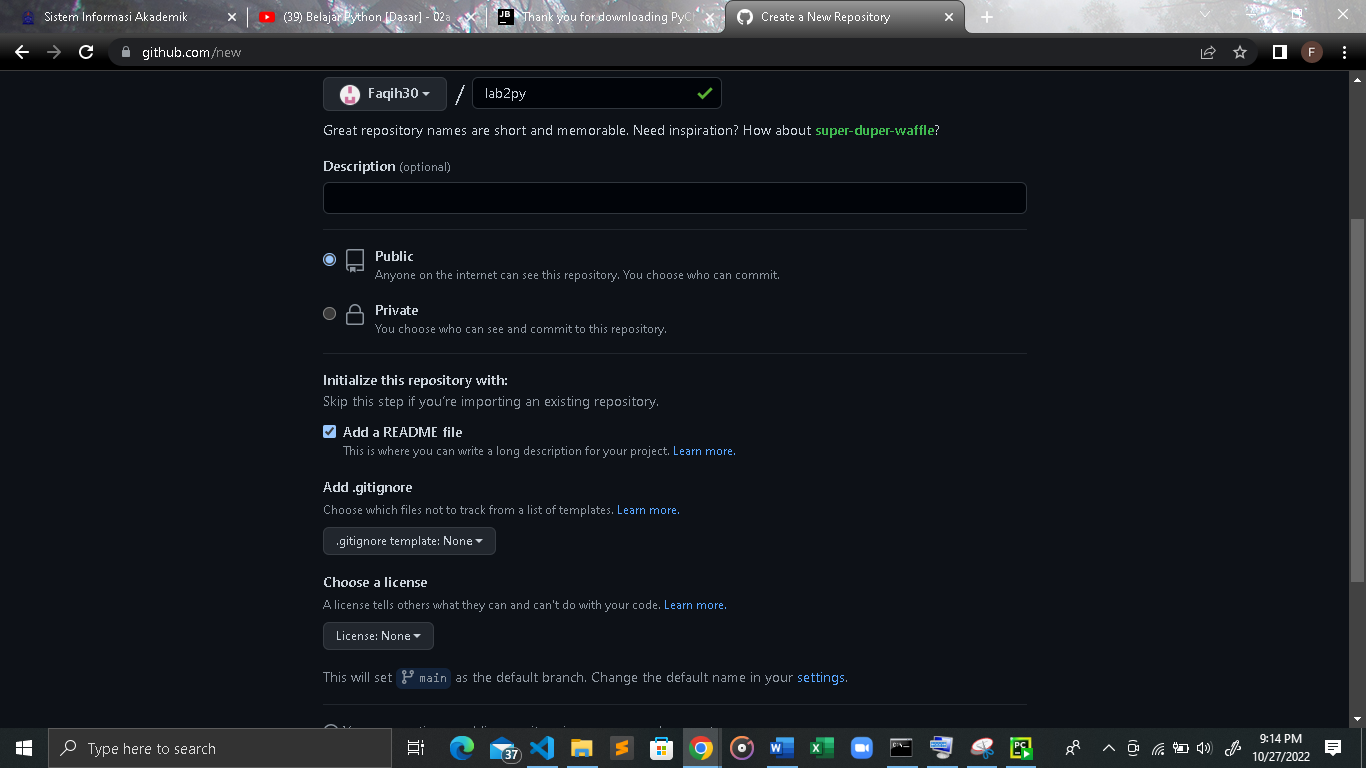 Sistem Informasi Akademik
(39) Belajar Python [Dasar] - 02a
JB
Thank you for downloading PyC
Create a New Repository
github.com/new
F
Faqih30 / lab2py
Great repository names are short and memorable. Need inspiration? How about super-duper-waffle?
Description (optional)
Public
Anyone on the internet can see this repository. You choose who can commit.
Private
You choose who can see and commit to this repository.
Initialize this repository with:
Skip this step if you're importing an existing repository.
Add a README file
This is where you can write a long description for your project. Learn more.
Add .gitignore
Choose which files not to track from a list of templates. Learn more.
.gitignore template: None
Choose a license
A license tells others what they can and can't do with your code. Learn more.
License: None
This will set main as the default branch. Change the default name in your settings.
Type here to search
37
PC
9:14 PM
10/27/2022